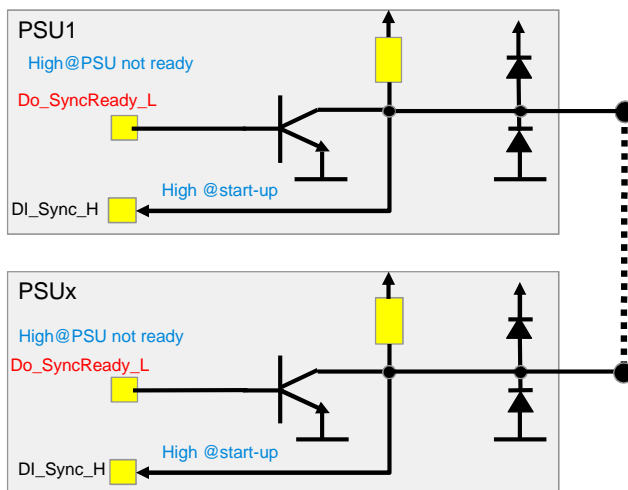 PSU1
High@PSU not ready
Do_SyncReady_L
High @start-up
DI_Sync_H
PSUx
High@PSU not ready
Do_SyncReady_L
High @start-up
DI_Sync_H